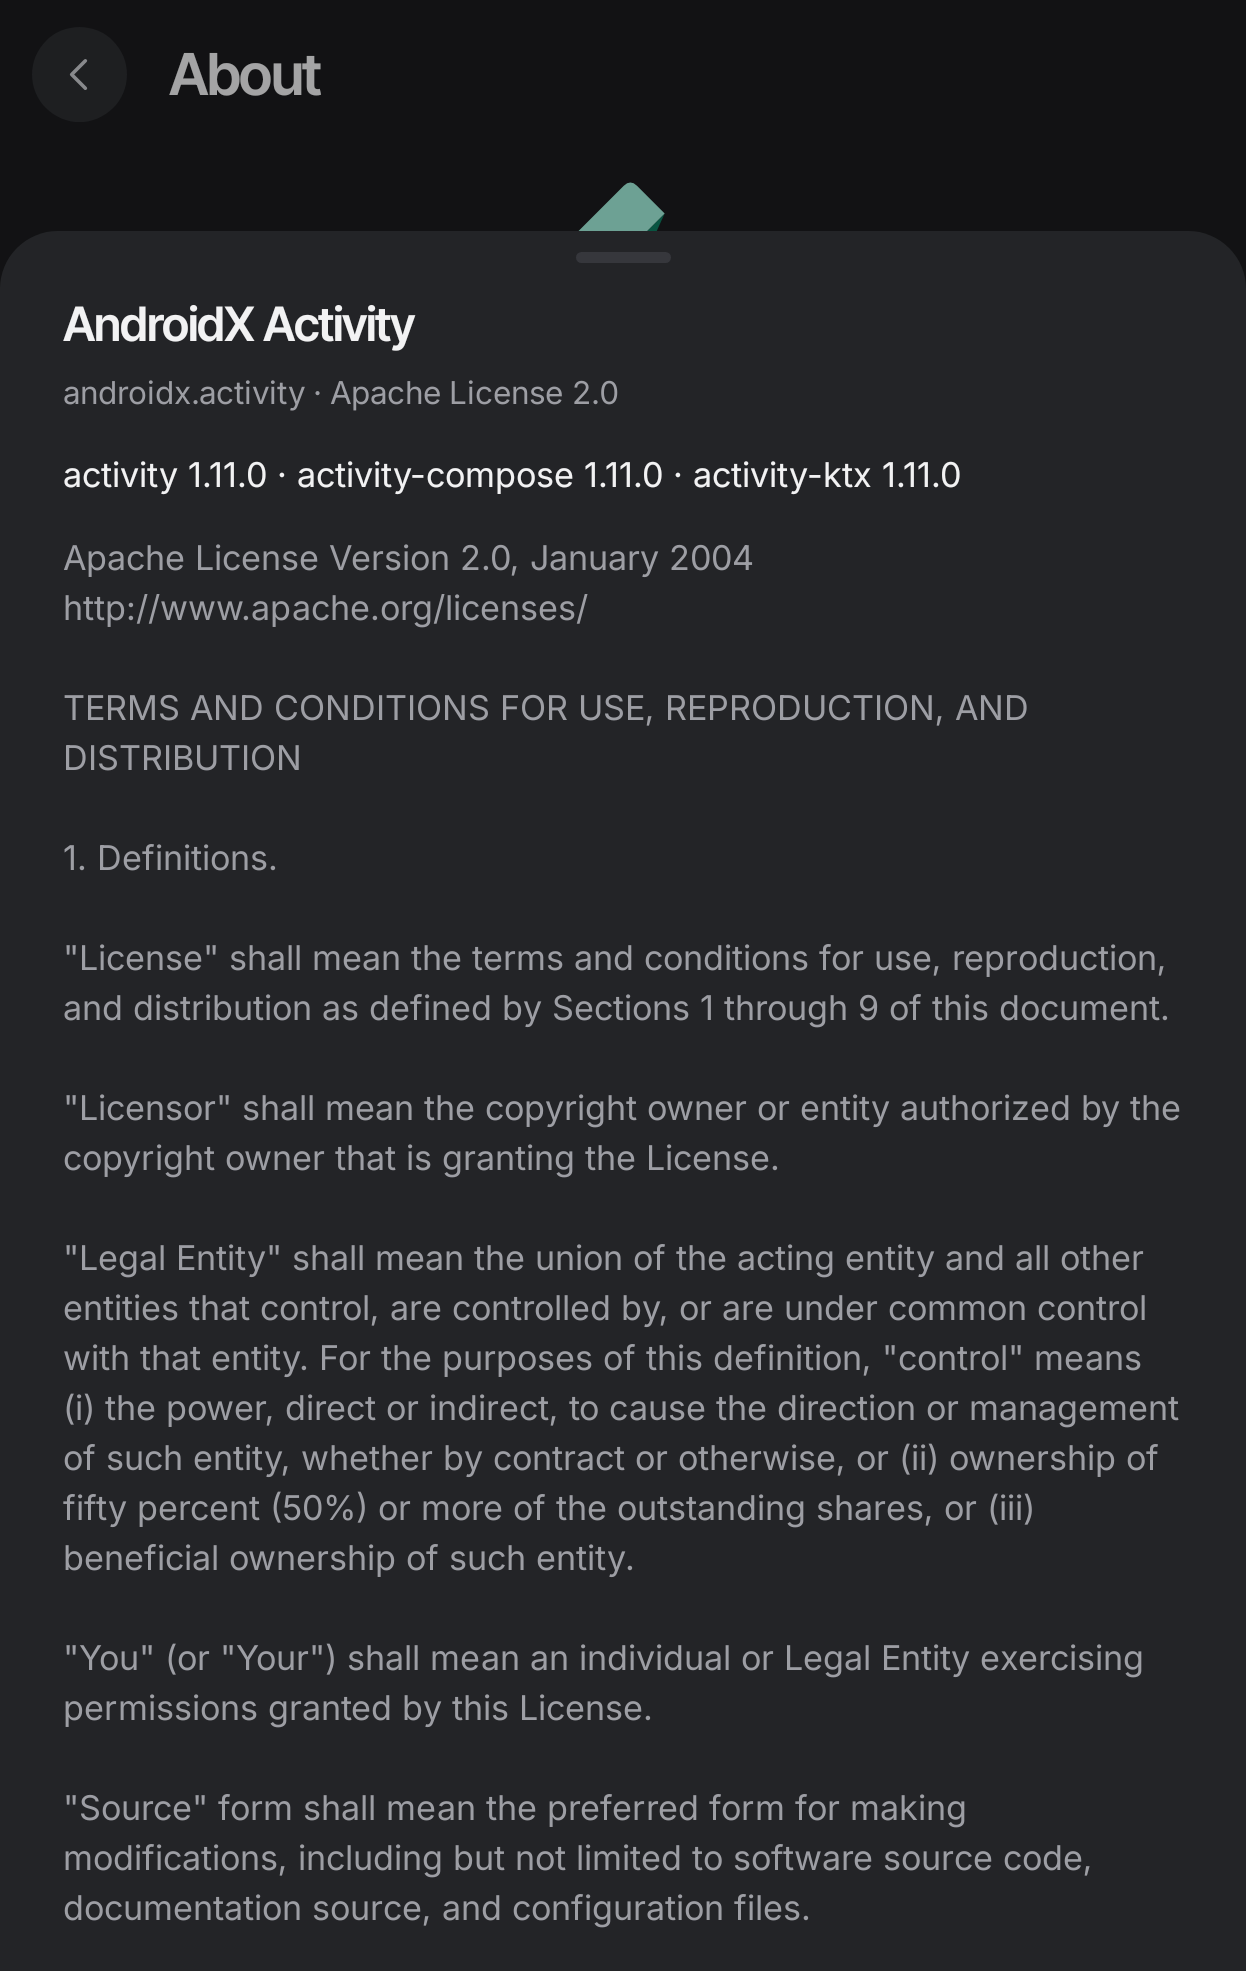 About
AndroidX Activity
androidx.activity · Apache License 2.0
activity 1.11.0 · activity-compose 1.11.0 · activity-ktx 1.11.0
Apache License Version 2.0, January 2004
http://www.apache.org/licenses/
TERMS AND CONDITIONS FOR USE, REPRODUCTION, AND
DISTRIBUTION
1. Definitions.
"License" shall mean the terms and conditions for use, reproduction,
and distribution as defined by Sections 1 through 9 of this document.
"Licensor" shall mean the copyright owner or entity authorized by the
copyright owner that is granting the License.
"Legal Entity" shall mean the union of the acting entity and all other
entities that control, are controlled by, or are under common control
with that entity. For the purposes of this definition, "control" means
(i) the power, direct or indirect, to cause the direction or management
of such entity, whether by contract or otherwise, or (ii) ownership of
fifty percent (50%) or more of the outstanding shares, or (iii)
beneficial ownership of such entity.
"You" (or "Your") shall mean an individual or Legal Entity exercising
permissions granted by this License.
"Source" form shall mean the preferred form for making
modifications, including but not limited to software source code,
documentation source, and configuration files.